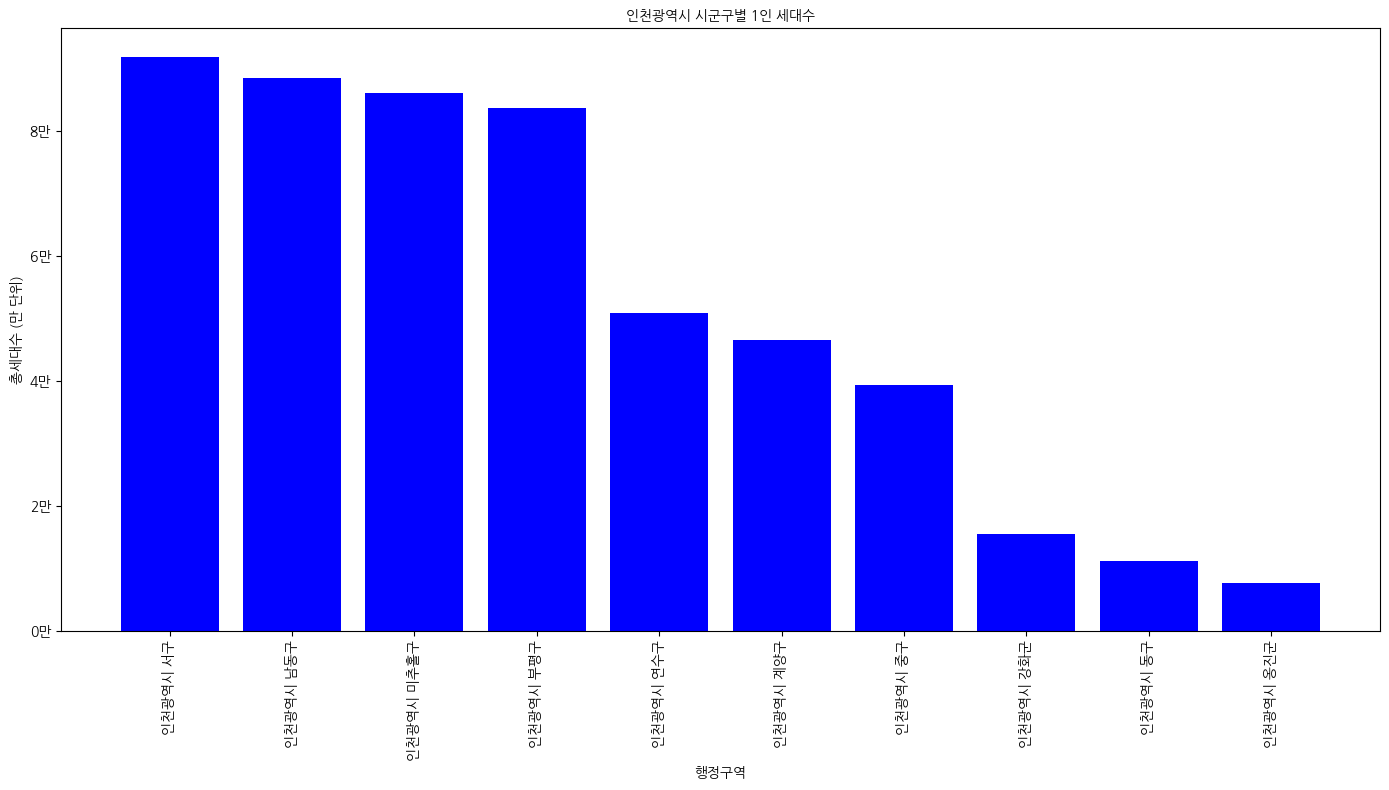 인천광역시 시군구별 1인 세대수
총세대수 (만 단위)
8만
6만
4만
2만
0만
인천광역시 서구
인천광역시 남동구
인천광역시 미추홀구
인천광역시 부평구
인천광역시 연수구
인천광역시 계양구
인천광역시 중구
인천광역시 강화군
인천광역시 동구
인천광역시 옹진군
행정구역